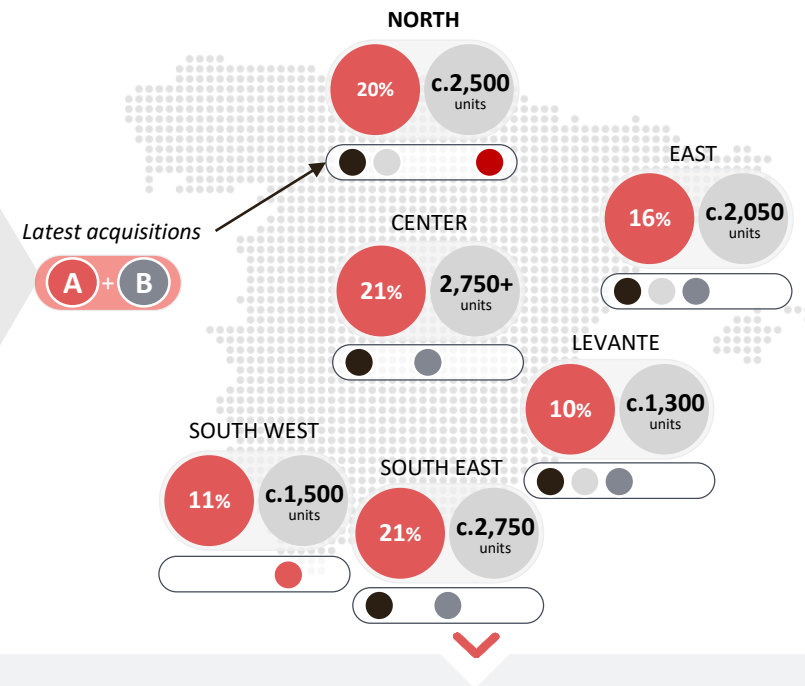 NORTH
20%
c.2,500
units
EAST
16%
c.2,050
units
Latest acquisitions
A + B
CENTER
21%
2,750+
units
LEVANTE
10%
c.1,300
units
SOUTH WEST
11%
c.1,500
units
SOUTH EAST
21%
c.2,750
units